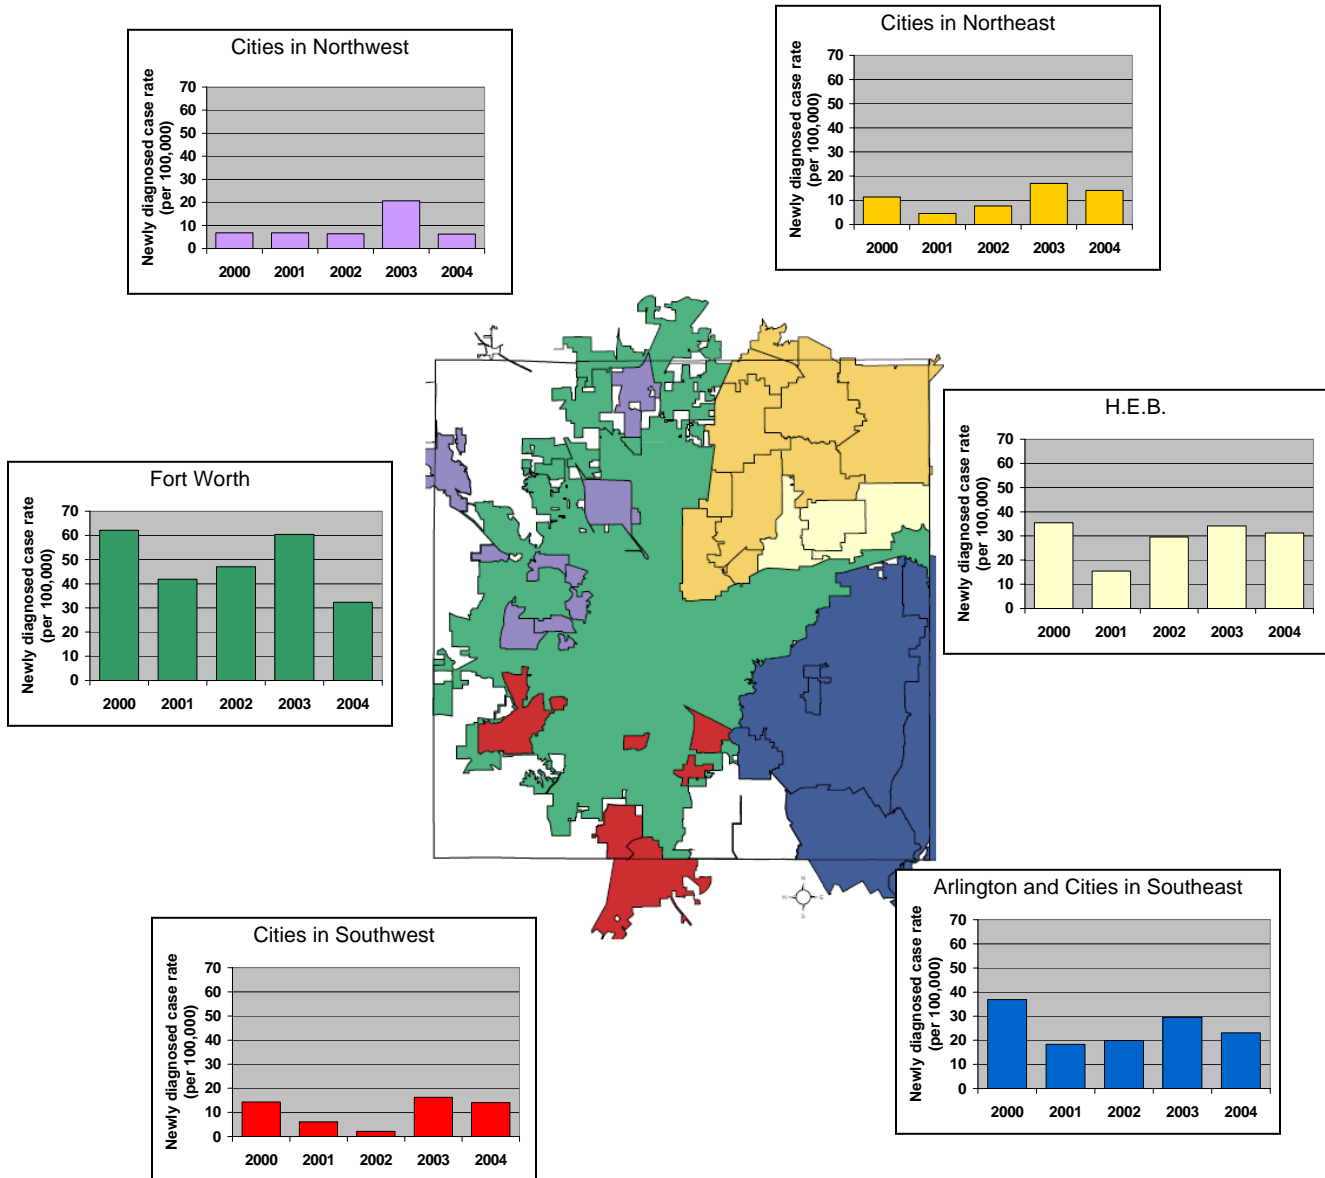 Cities in Northwest
Newly diagnosed case rate
(per 100,000)
70
60
50
40
30
20
10
0
2000 2001 2002 2003 2004
Cities in Northeast
Newly diagnosed case rate
(per 100,000)
70
60
50
40
30
20
10
0
2000 2001 2002 2003 2004
H.E.B.
Newly diagnosed case rate
(per 100,000)
70
60
50
40
30
20
10
0
2000 2001 2002 2003 2004
Fort Worth
Newly diagnosed case rate
(per 100,000)
70
60
50
40
30
20
10
0
2000 2001 2002 2003 2004
N
W E
S
Arlington and Cities in Southeast
Newly diagnosed case rate
(per 100,000)
70
60
50
40
30
20
10
0
2000 2001 2002 2003 2004
Cities in Southwest
Newly diagnosed case rate
(per 100,000)
70
60
50
40
30
20
10
0
2000 2001 2002 2003 2004